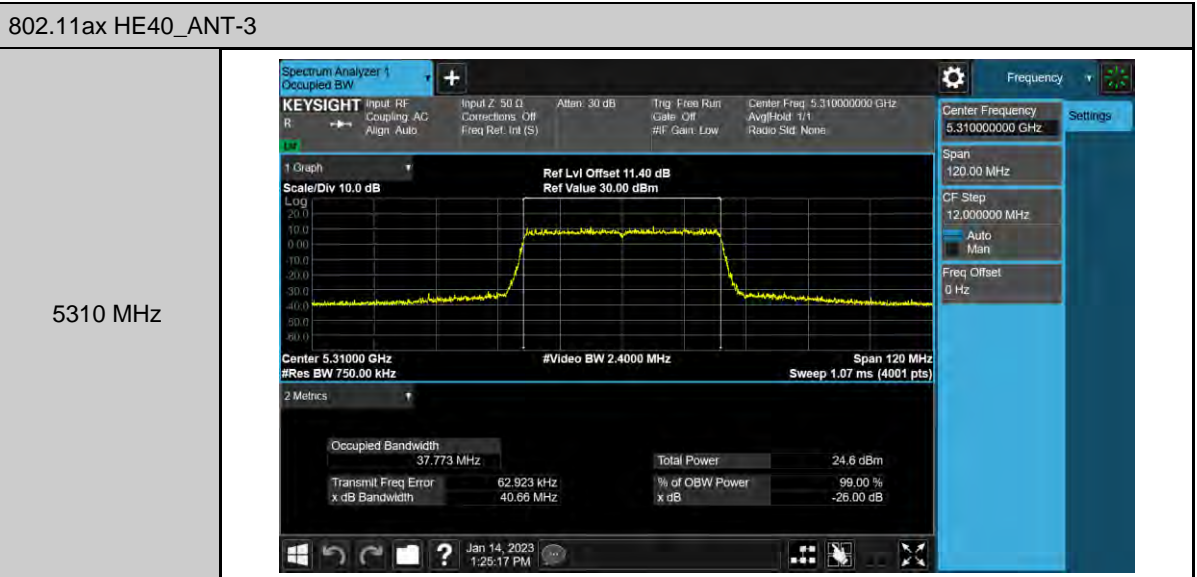 802.11ax HE40_ANT-3
5310 MHz
Spectrum Analyzer 1
Occupied BW
Frequency
KEYSIGHT Input: RF
R
Coupling: AC
Align: Auto
Input Z: 50 Ω
Corrections: Off
Freq Ref: Int (S)
Atten: 30 dB
Trig: Free Run
Gate: Off
#IF Gain: Low
Center Freq: 5.310000000 GHz
Avg|Hold: 1/1
Radio Std: None
Center Frequency
5.310000000 GHz
Settings
Span
120.00 MHz
CF Step
12.000000 MHz
Auto
Man
Freq Offset
0 Hz
1 Graph
Scale/Div 10.0 dB
Ref Lvl Offset 11.40 dB
Ref Value 30.00 dBm
Log
20.0
10.0
0.00
-10.0
-20.0
-30.0
-40.0
-50.0
-60.0
Center 5.31000 GHz
#Res BW 750.00 kHz
#Video BW 2.4000 MHz
Span 120 MHz
Sweep 1.07 ms (4001 pts)
2 Metrics
Occupied Bandwidth
37.773 MHz
Total Power 24.6 dBm
Transmit Freq Error 62.923 kHz
% of OBW Power 99.00 %
x dB Bandwidth 40.66 MHz
x dB -26.00 dB
Jan 14, 2023
1:25:17 PM